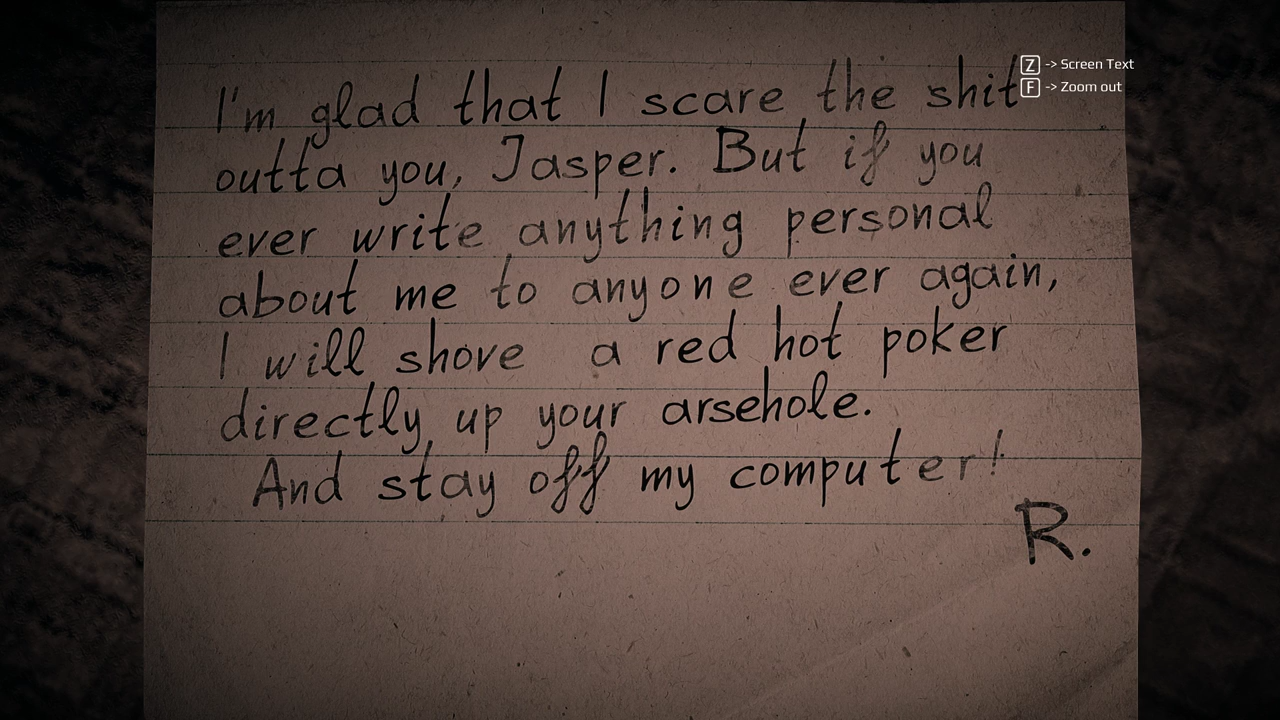 I'm glad that I scare the shit
outta you, Jasper. But if you
ever write anything personal
about me to anyone ever again,
I will shove a red hot poker
directly up your arsehole.
And stay off my computer!
R.
Z -> Screen Text
F -> Zoom out